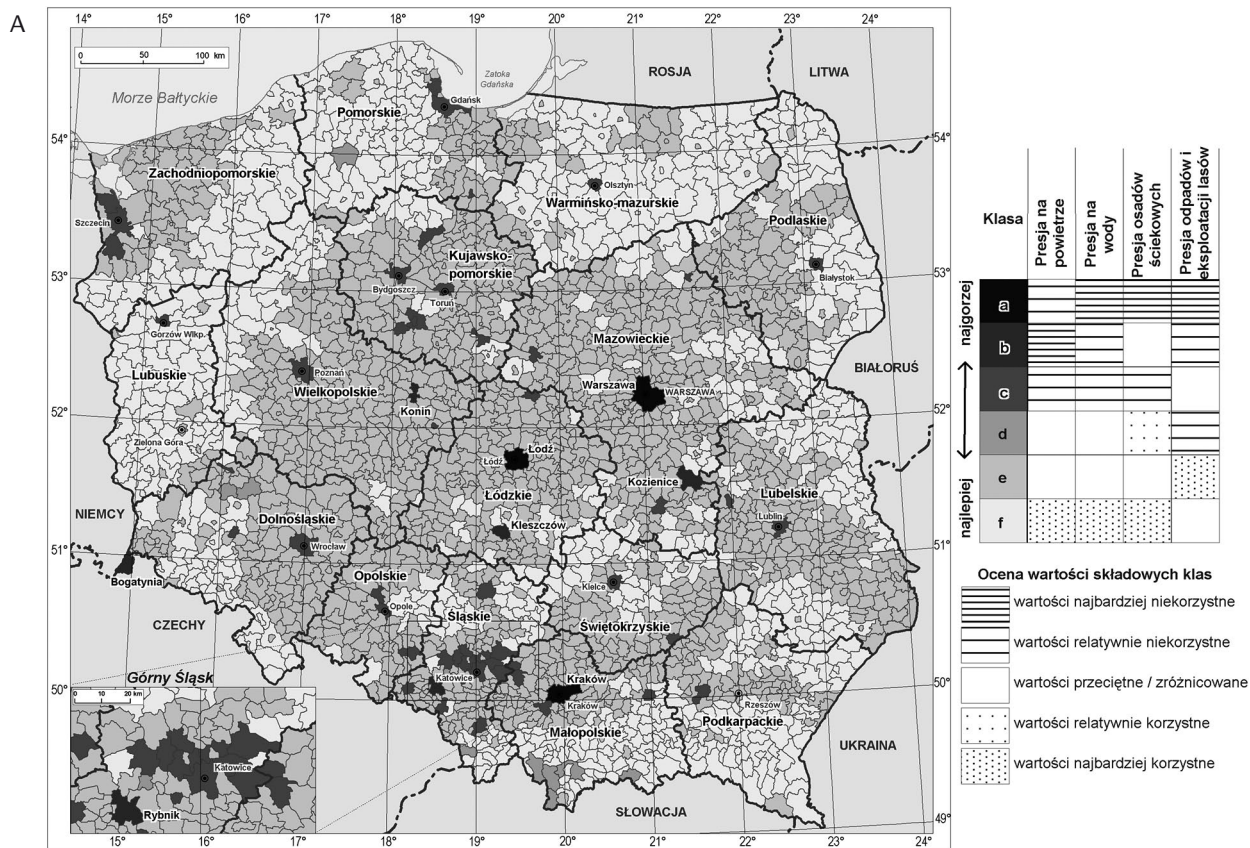 A
14° 15° 16° 17° 18° 19° 20° 21° 22° 23° 24°
0 50 100 km
Morze Bałtyckie
Zatoka
Gdańska
ROSJA
LITWA
Gdańsk
Pomorskie
54°
54°
Zachodniopomorskie
Olsztyn
Warmińsko-mazurskie
Szczecin
Podlaskie
Kujawsko-
pomorskie
Białystok
53°
53°
Bydgoszcz
Toruń
Gorzów Wlkp.
Mazowieckie
Lubuskie
Poznań
Wielkopolskie
Warszawa
WARSZAWA
BIAŁORUŚ
Konin
52°
52°
Zielona Góra
Łódź
Łódź
Kozienice
Łódzkie
Lubelskie
NIEMCY
Dolnośląskie
Kleszczów
Lublin
Wrocław
51°
51°
Bogatynia
Opolskie
Opole
Kielce
Śląskie
Świętokrzyskie
CZECHY
Katowice
Kraków
Kraków
50°
50°
Rzeszów
Małopolskie
Podkarpackie
UKRAINA
SŁOWACJA
49°
Górny Śląsk
0 10 20 km
Katowice
Rybnik
15° 16° 17° 18° 19° 20° 21° 22° 23°
Klasa
Presja na
powietrze
Presja na
wody
Presja osadów
ściekowych
Presja odpadów i
eksploatacji lasów
najgorzej
najlepiej
a
b
c
d
e
f
Ocena wartości składowych klas
wartości najbardziej niekorzystne
wartości relatywnie niekorzystne
wartości przeciętne / zróżnicowane
wartości relatywnie korzystne
wartości najbardziej korzystne